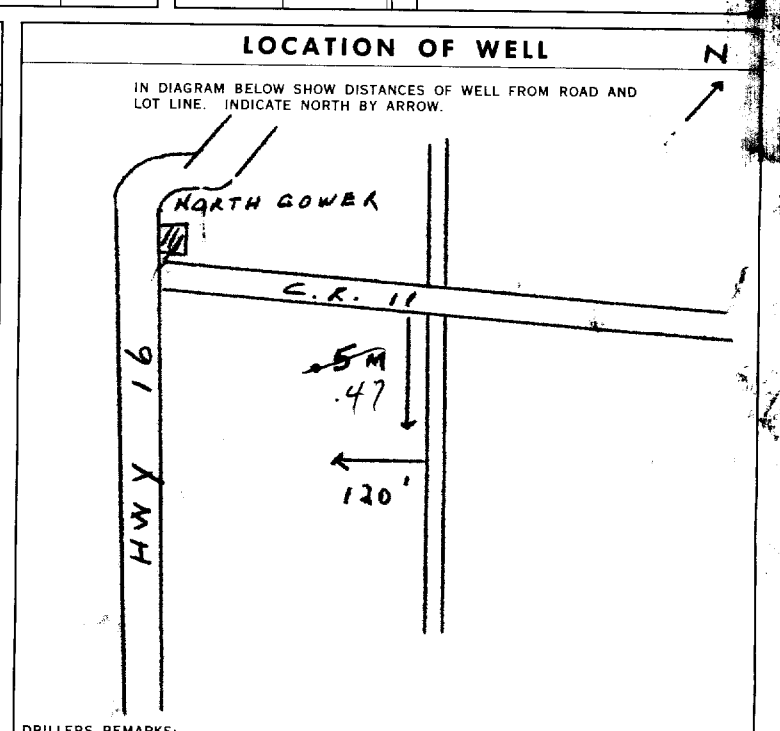 LOCATION OF WELL
N
IN DIAGRAM BELOW SHOW DISTANCES OF WELL FROM ROAD AND
LOT LINE. INDICATE NORTH BY ARROW.
NORTH GOWER
C.R. 11
.5 M
.47
120'
HWY 16
DRILLERS REMARKS: